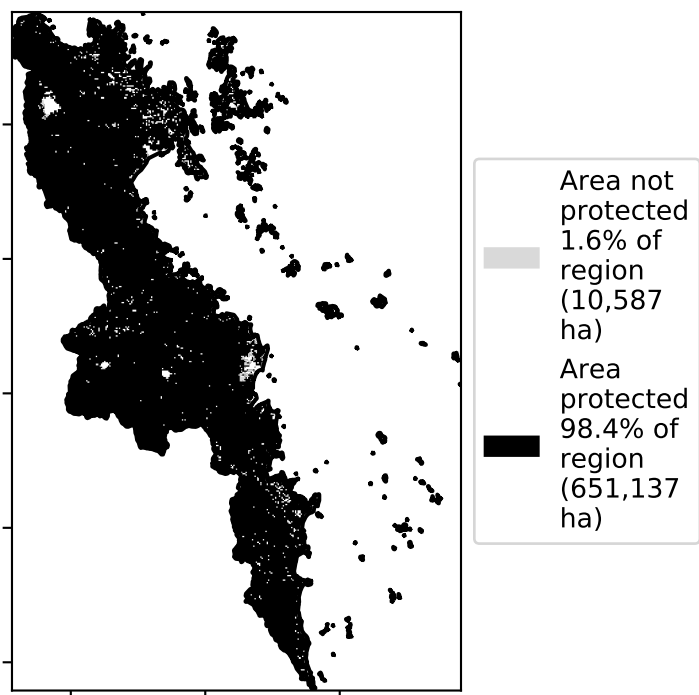 Area not
protected
1.6% of
region
(10,587
ha)
Area
protected
98.4% of
region
(651,137
ha)